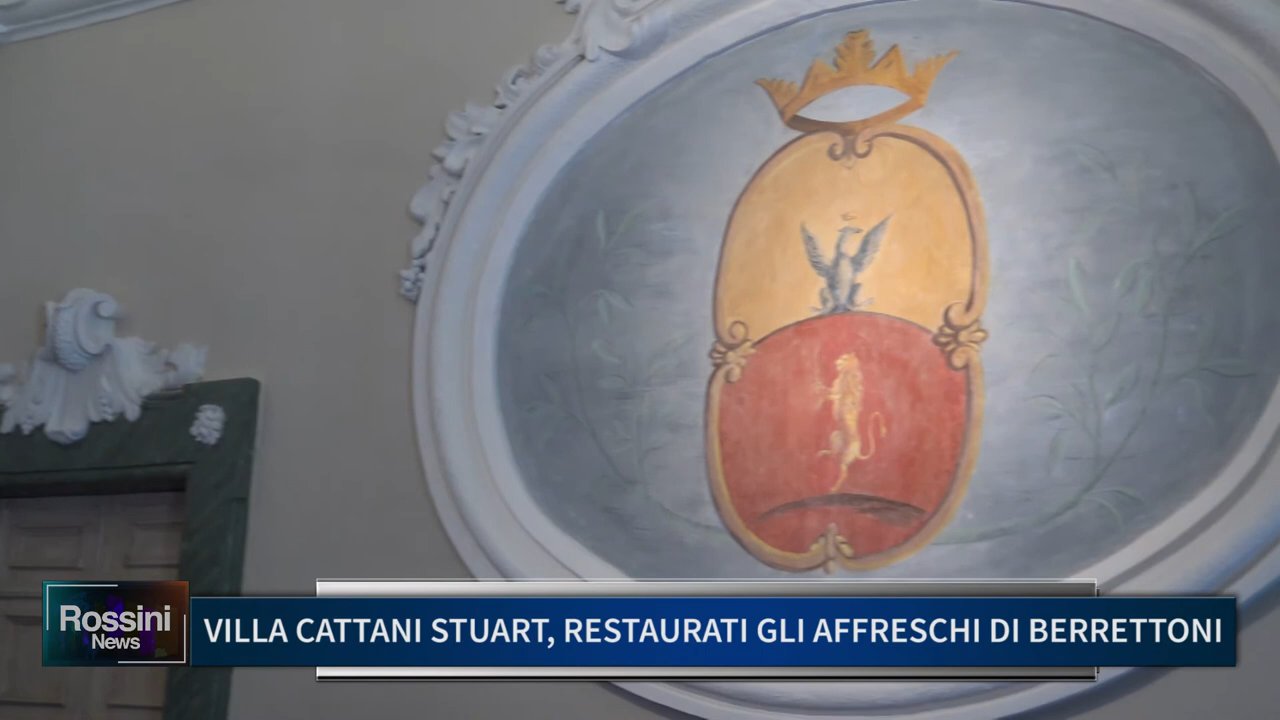 Rossini
News
VILLA CATTANI STUART, RESTAURATI GLI AFFRESCHI DI BERRETTONI